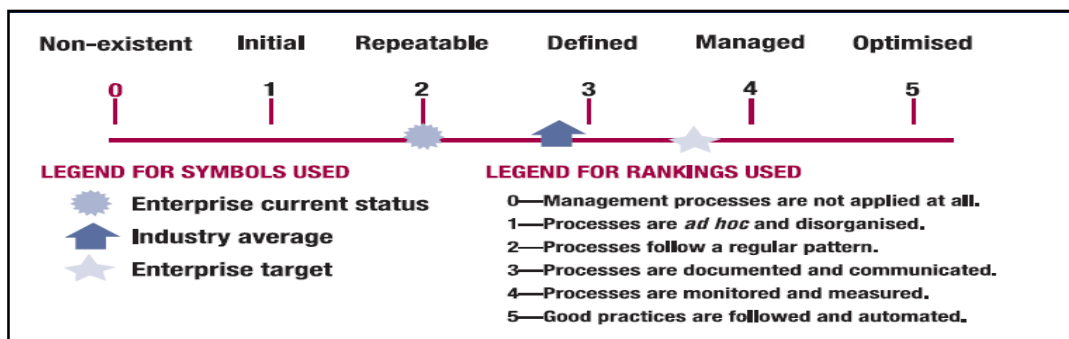 Non-existent Initial Repeatable Defined Managed Optimised
0 1 2 3 4 5
LEGEND FOR SYMBOLS USED
Enterprise current status
Industry average
Enterprise target
LEGEND FOR RANKINGS USED
0—Management processes are not applied at all.
1—Processes are ad hoc and disorganised.
2—Processes follow a regular pattern.
3—Processes are documented and communicated.
4—Processes are monitored and measured.
5—Good practices are followed and automated.